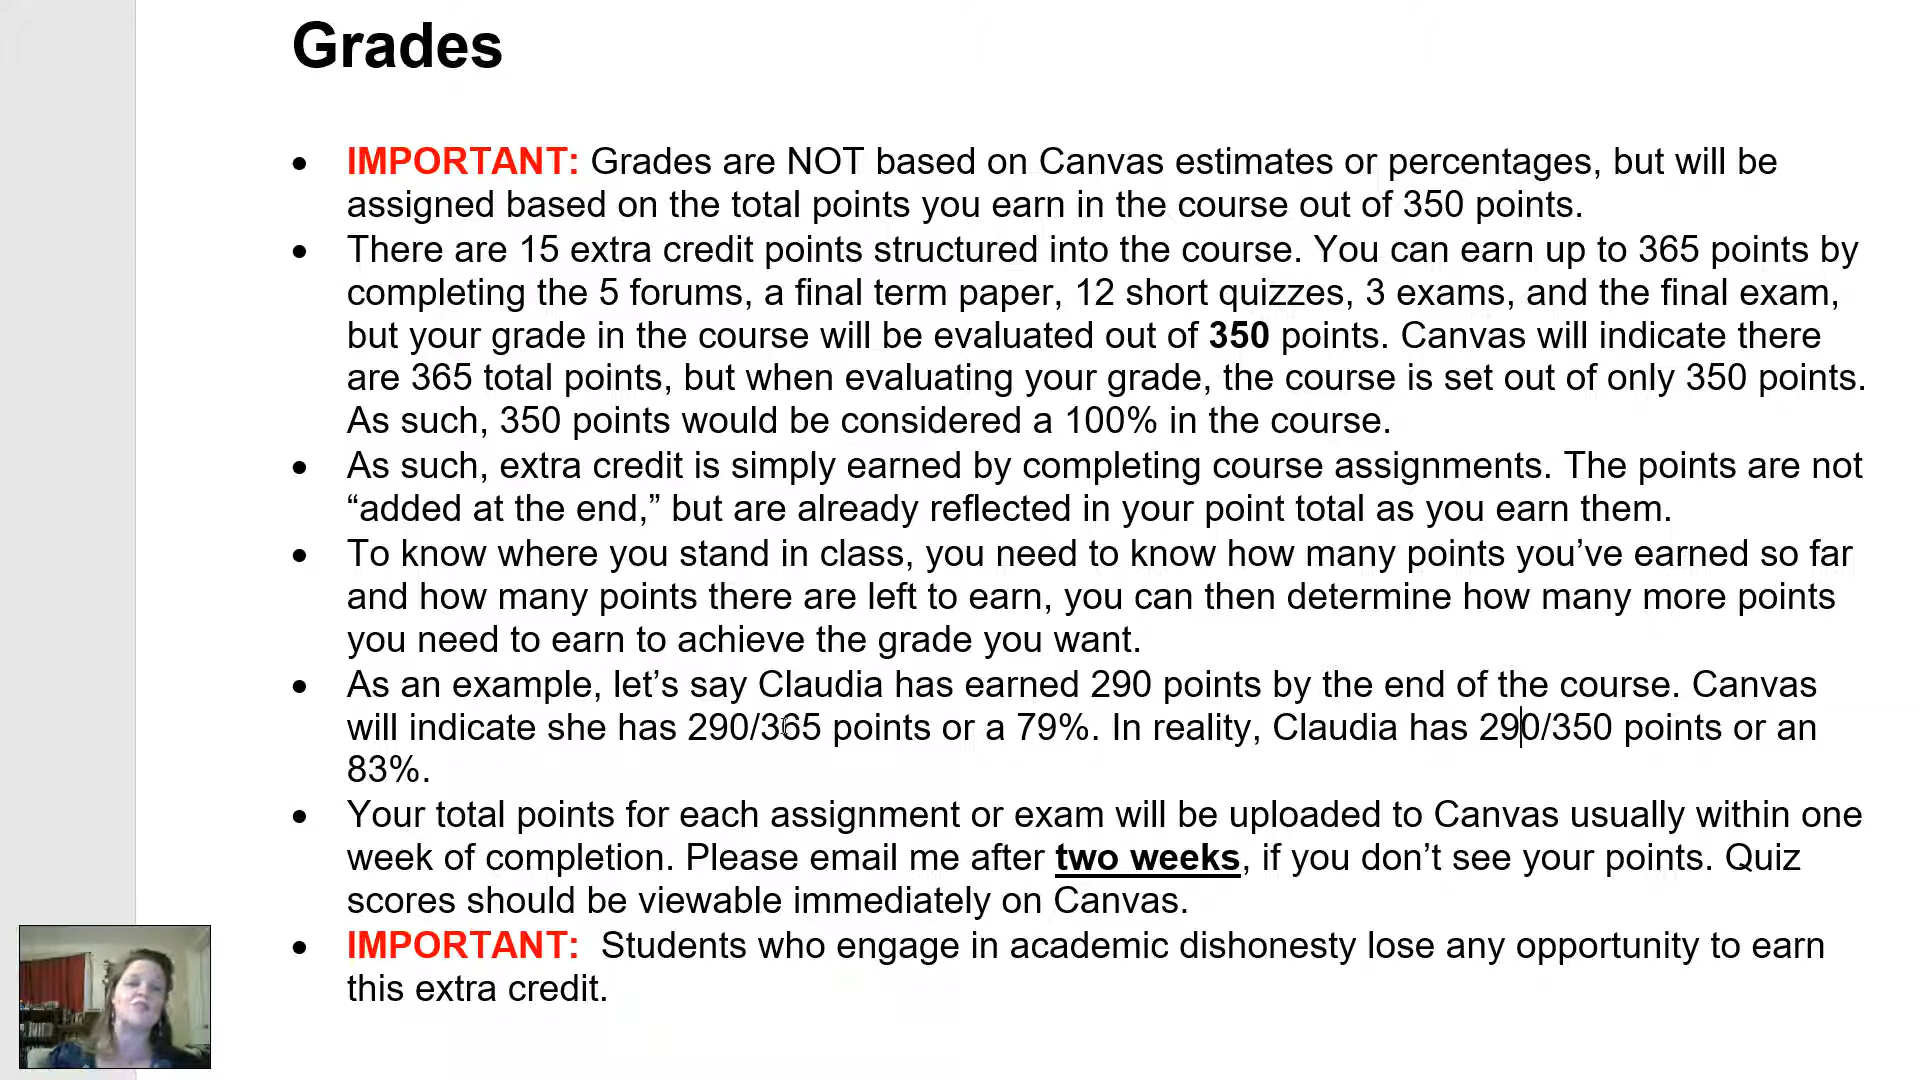 Grades
• IMPORTANT: Grades are NOT based on Canvas estimates or percentages, but will be
assigned based on the total points you earn in the course out of 350 points.
• There are 15 extra credit points structured into the course. You can earn up to 365 points by
completing the 5 forums, a final term paper, 12 short quizzes, 3 exams, and the final exam,
but your grade in the course will be evaluated out of 350 points. Canvas will indicate there
are 365 total points, but when evaluating your grade, the course is set out of only 350 points.
As such, 350 points would be considered a 100% in the course.
• As such, extra credit is simply earned by completing course assignments. The points are not
“added at the end,” but are already reflected in your point total as you earn them.
• To know where you stand in class, you need to know how many points you’ve earned so far
and how many points there are left to earn, you can then determine how many more points
you need to earn to achieve the grade you want.
• As an example, let’s say Claudia has earned 290 points by the end of the course. Canvas
will indicate she has 290/365 points or a 79%. In reality, Claudia has 290/350 points or an
83%.
• Your total points for each assignment or exam will be uploaded to Canvas usually within one
week of completion. Please email me after two weeks, if you don’t see your points. Quiz
scores should be viewable immediately on Canvas.
• IMPORTANT:  Students who engage in academic dishonesty lose any opportunity to earn
this extra credit.